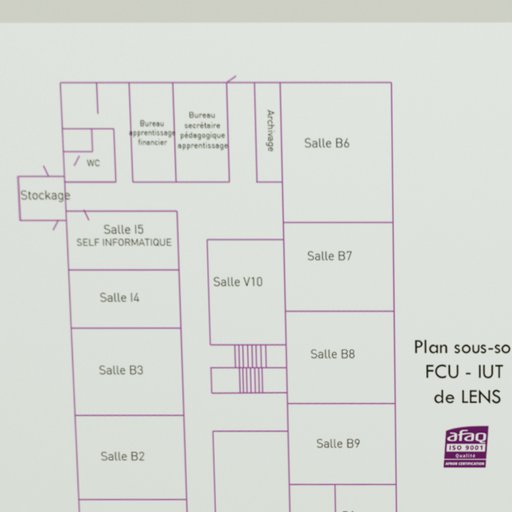 Bureau
apprentissage
financier
Bureau
secrétaire
pédagogique
apprentissage
Archivage
Salle B6
WC
Stockage
Salle I5
SELF INFORMATIQUE
Salle V10
Salle B7
Salle I4
Salle B3
Salle B8
Plan sous-so
FCU - IUT
de LENS
Salle B2
Salle B9
afaq
ISO 9001
Qualité
AFNOR CERTIFICATION